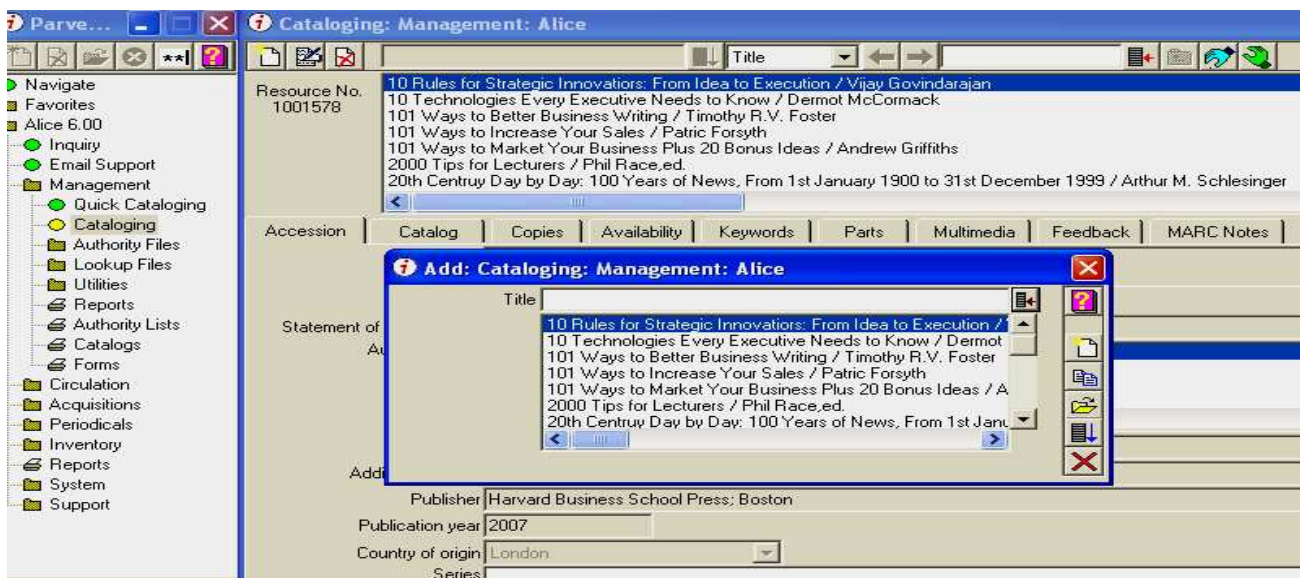 Parve...
Navigate
Favorites
Alice 6.00
Inquiry
Email Support
Management
Quick Cataloging
Cataloging
Authority Files
Lookup Files
Utilities
Reports
Authority Lists
Catalogs
Forms
Circulation
Acquisitions
Periodicals
Inventory
Reports
System
Support
Cataloging: Management: Alice
Title
Resource No.
1001578
10 Rules for Strategic Innovatiors: From Idea to Execution / Vijay Govindarajan
10 Technologies Every Executive Needs to Know / Dermot McCormack
101 Ways to Better Business Writing / Timothy R.V. Foster
101 Ways to Increase Your Sales / Patric Forsyth
101 Ways to Market Your Business Plus 20 Bonus Ideas / Andrew Griffiths
2000 Tips for Lecturers / Phil Race,ed.
20th Centruy Day by Day: 100 Years of News, From 1st January 1900 to 31st December 1999 / Arthur M. Schlesinger
Accession Catalog Copies Availability Keywords Parts Multimedia Feedback MARC Notes
Add: Cataloging: Management: Alice
Title
10 Rules for Strategic Innovatiors: From Idea to Execution /
10 Technologies Every Executive Needs to Know / Dermot
101 Ways to Better Business Writing / Timothy R.V. Foster
101 Ways to Increase Your Sales / Patric Forsyth
101 Ways to Market Your Business Plus 20 Bonus Ideas / A
2000 Tips for Lecturers / Phil Race,ed.
20th Centruy Day by Day: 100 Years of News, From 1st Janu
Statement of
Au
Addi
Publisher Harvard Business School Press; Boston
Publication year 2007
Country of origin London
Series